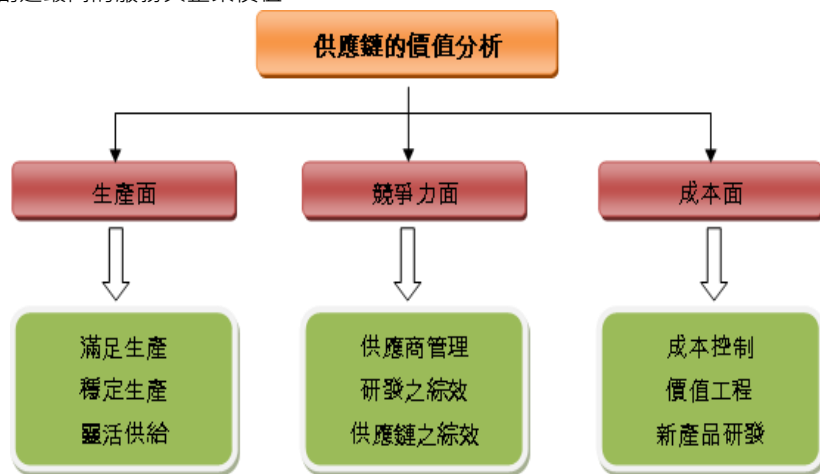 供應鏈的價值分析
生產面
競爭力面
成本面
滿足生產
穩定生產
靈活供給
供應商管理
研發之綜效
供應鏈之綜效
成本控制
價值工程
新產品研發